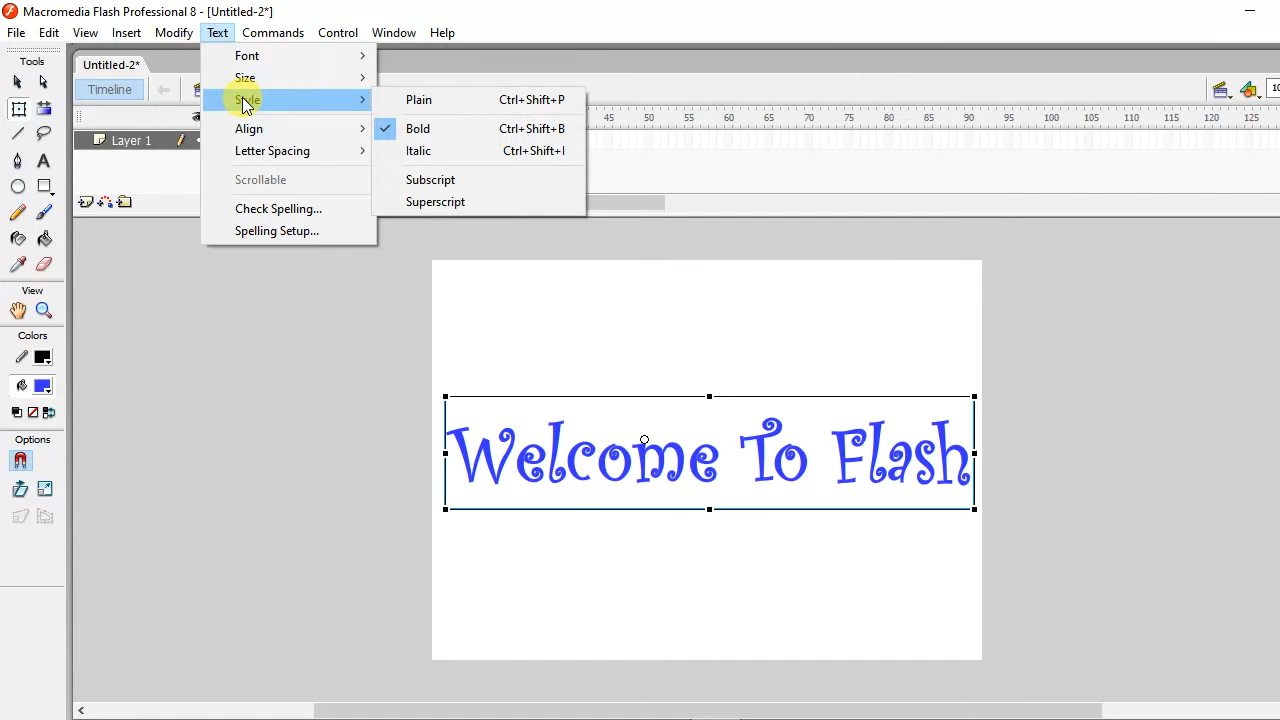 Macromedia Flash Professional 8 - [Untitled-2*]
File Edit View Insert Modify Text Commands Control Window Help
Tools
Untitled-2*
Timeline
Layer 1
45 50 55 60 65 70 75 80 85 90 95 100 105 110 115 120 125
10
Font
Size
Style
Align
Letter Spacing
Scrollable
Check Spelling...
Spelling Setup...
Plain Ctrl+Shift+P
Bold Ctrl+Shift+B
Italic Ctrl+Shift+I
Subscript
Superscript
View
Colors
Options
Welcome To Flash